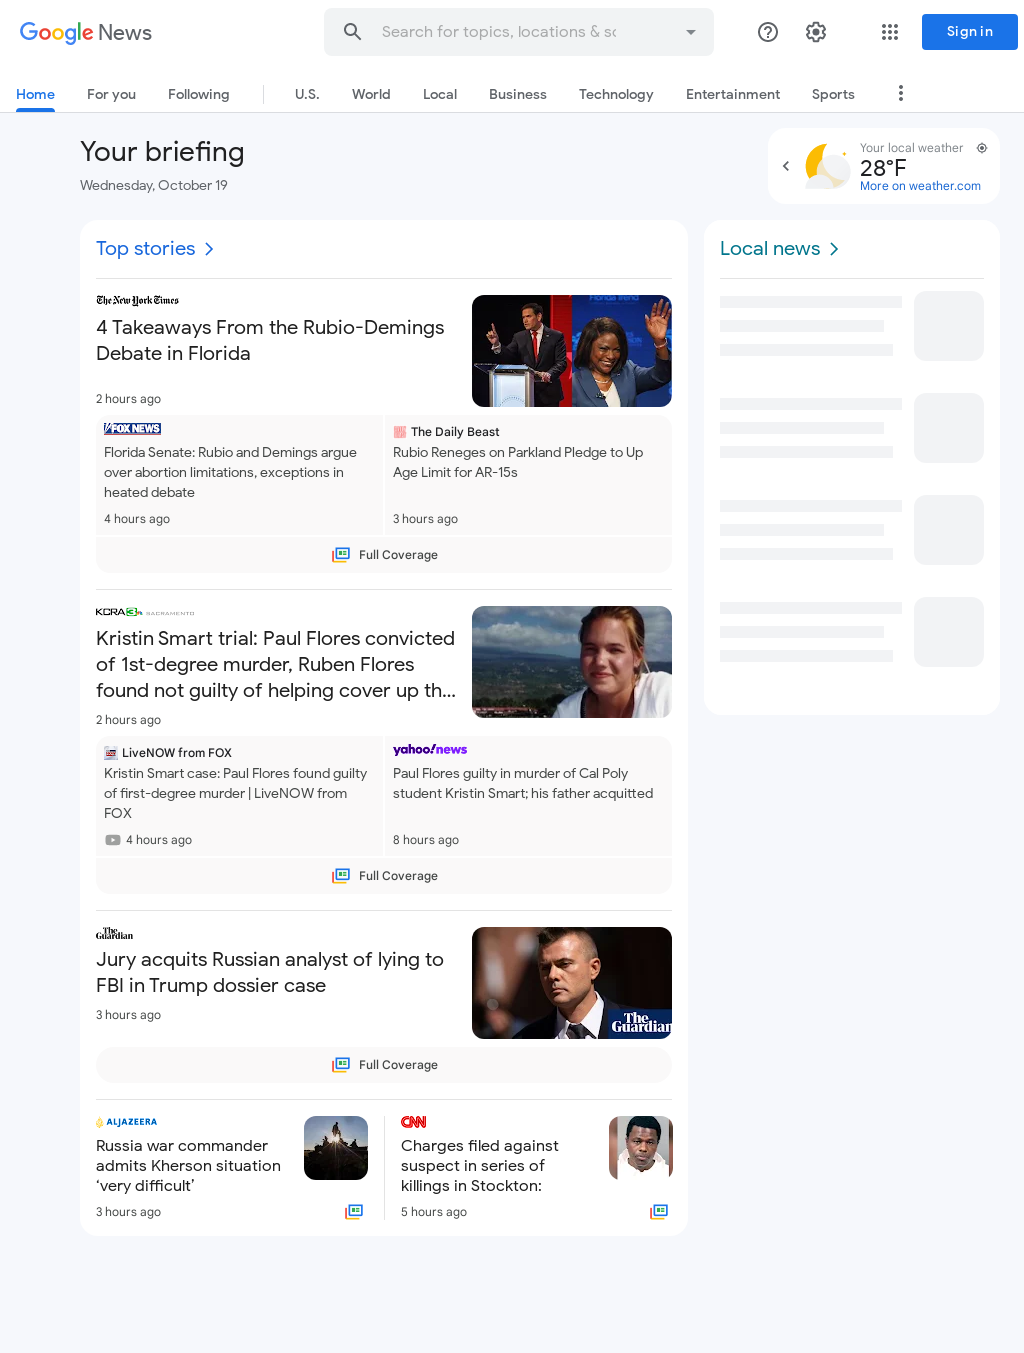 Google News
Search for topics, locations & so
Sign in
Home
For you
Following
U.S.
World
Local
Business
Technology
Entertainment
Sports
Your briefing
Wednesday, October 19
Your local weather
28°F
More on weather.com
Top stories
The New York Times
4 Takeaways From the Rubio-Demings
Debate in Florida
2 hours ago
FOX NEWS
Florida Senate: Rubio and Demings argue
over abortion limitations, exceptions in
heated debate
4 hours ago
The Daily Beast
Rubio Reneges on Parkland Pledge to Up
Age Limit for AR-15s
3 hours ago
Full Coverage
KCRA 3 SACRAMENTO
Kristin Smart trial: Paul Flores convicted
of 1st-degree murder, Ruben Flores
found not guilty of helping cover up th...
2 hours ago
LiveNOW from FOX
Kristin Smart case: Paul Flores found guilty
of first-degree murder | LiveNOW from
FOX
4 hours ago
yahoo!news
Paul Flores guilty in murder of Cal Poly
student Kristin Smart; his father acquitted
8 hours ago
Full Coverage
The
Guardian
Jury acquits Russian analyst of lying to
FBI in Trump dossier case
3 hours ago
The
Guardian
Full Coverage
ALJAZEERA
Russia war commander
admits Kherson situation
‘very difficult’
3 hours ago
CNN
Charges filed against
suspect in series of
killings in Stockton:
5 hours ago
Local news